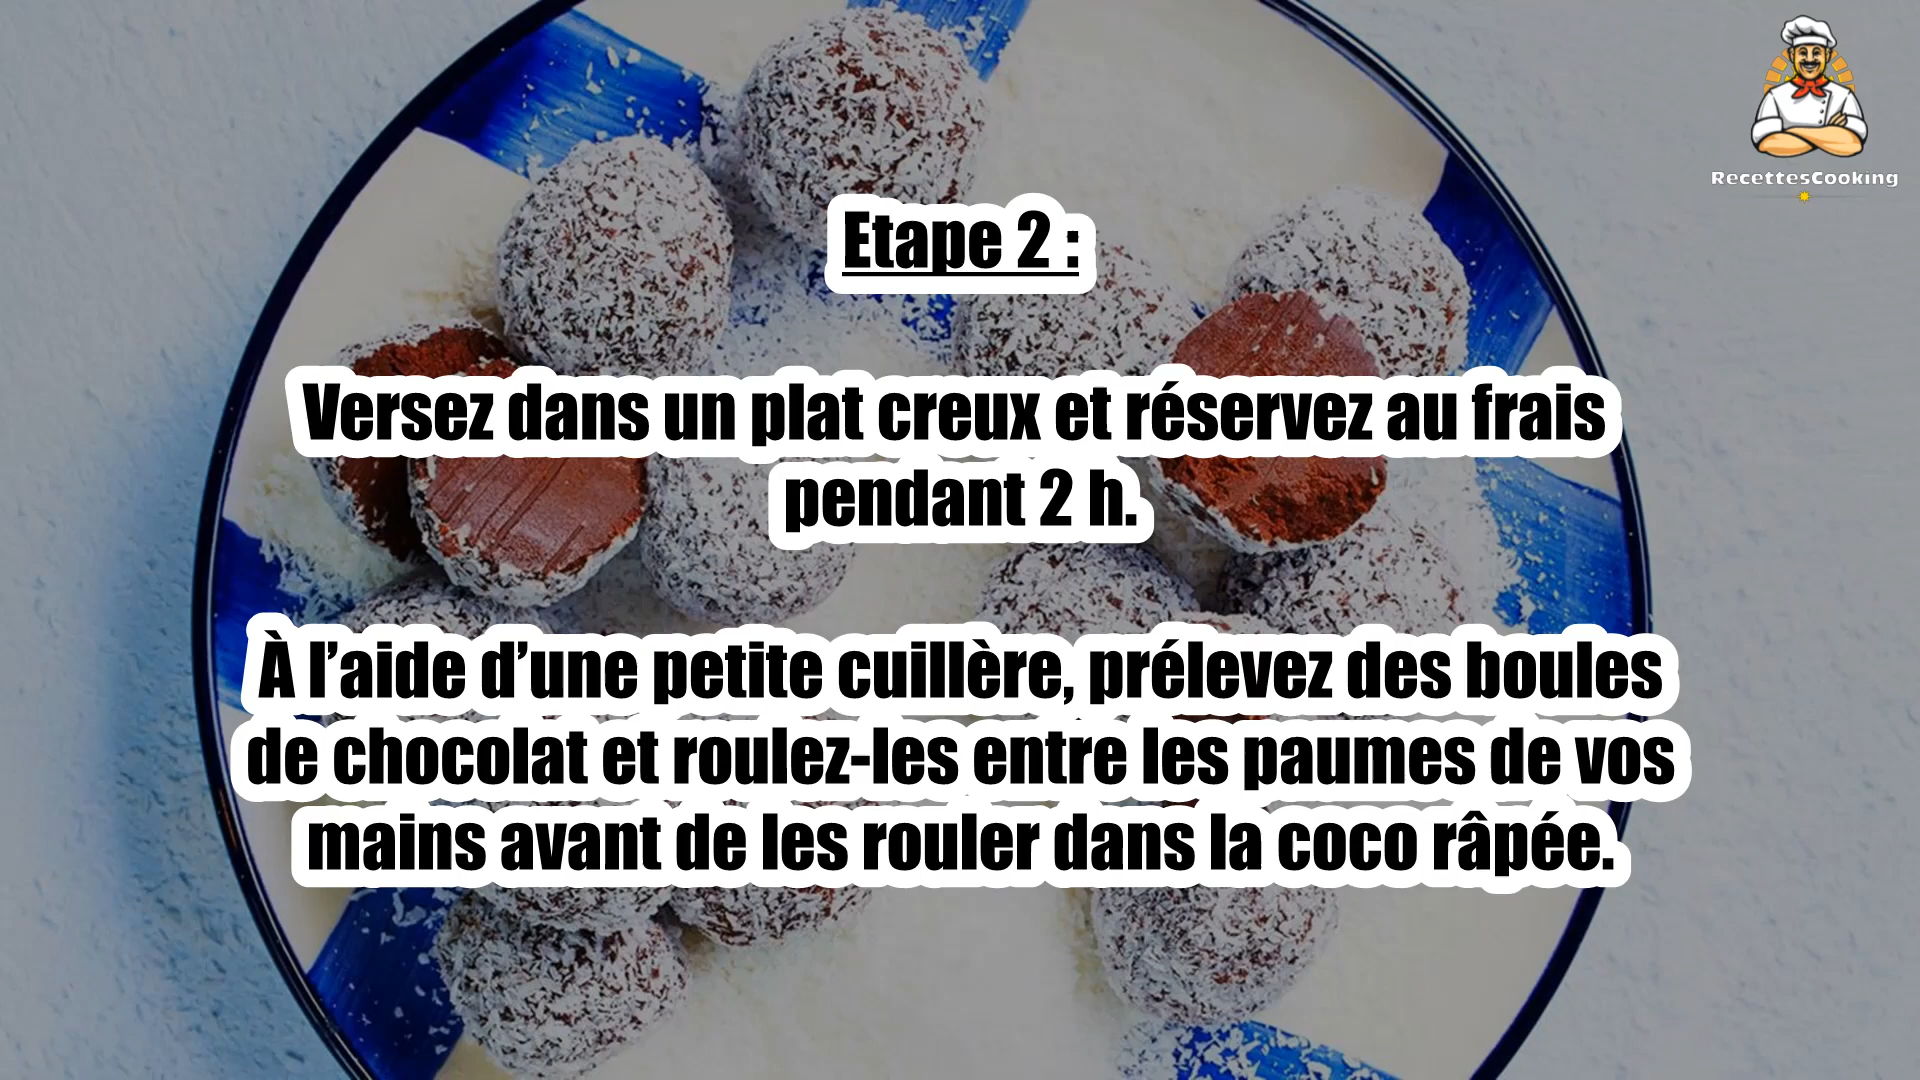 RecettesCooking
Etape 2 :
Versez dans un plat creux et réservez au frais
pendant 2 h.
À l’aide d’une petite cuillère, prélevez des boules
de chocolat et roulez-les entre les paumes de vos
mains avant de les rouler dans la coco râpée.